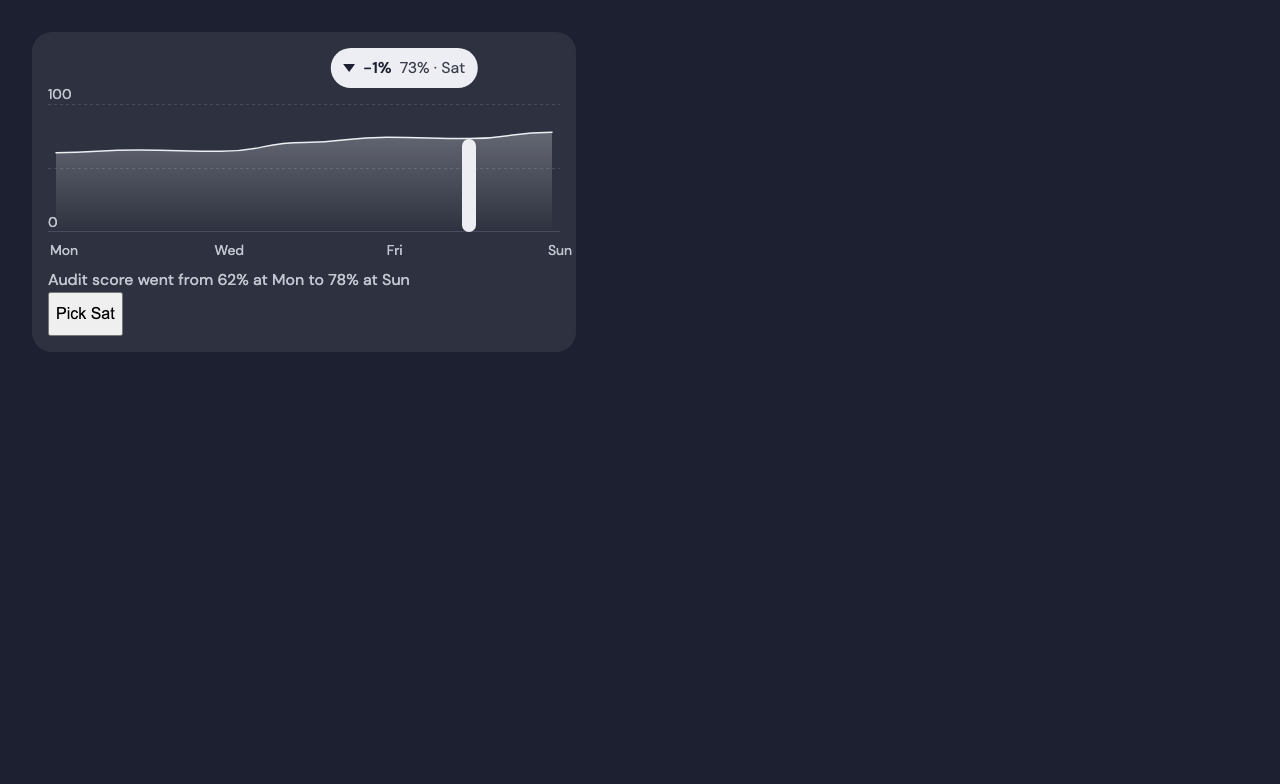 −1% 73% · Sat
100
0
Mon Wed Fri Sun
Audit score went from 62% at Mon to 78% at Sun
Pick Sat